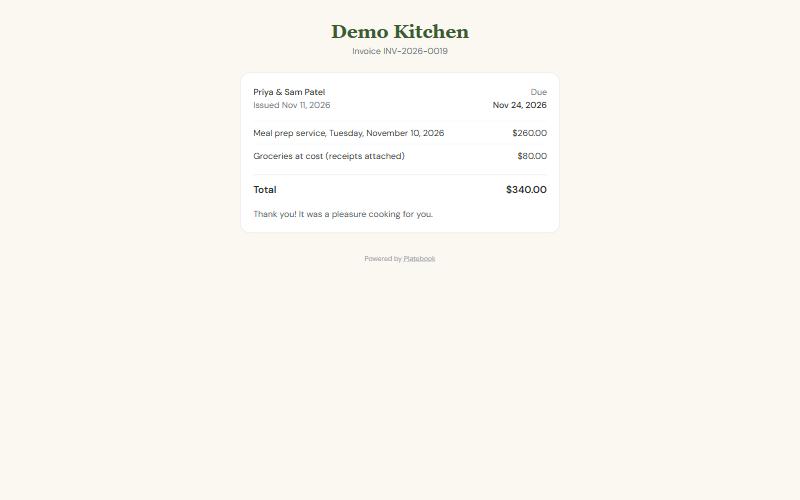 Demo Kitchen
Invoice INV-2026-0019
Priya & Sam Patel
Due
Issued Nov 11, 2026
Nov 24, 2026
Meal prep service, Tuesday, November 10, 2026 $260.00
Groceries at cost (receipts attached) $80.00
Total $340.00
Thank you! It was a pleasure cooking for you.
Powered by Platebook